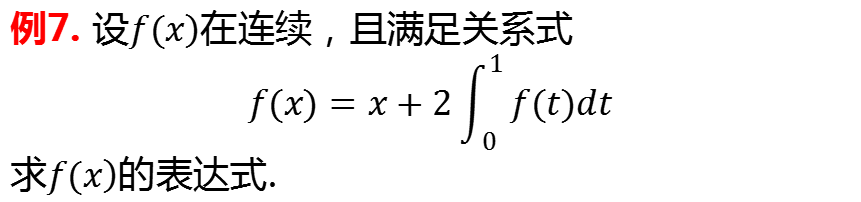 例7. 设f(x)在连续，且满足关系式
f(x) = x + 2∫₀¹ f(t)dt
求f(x)的表达式.